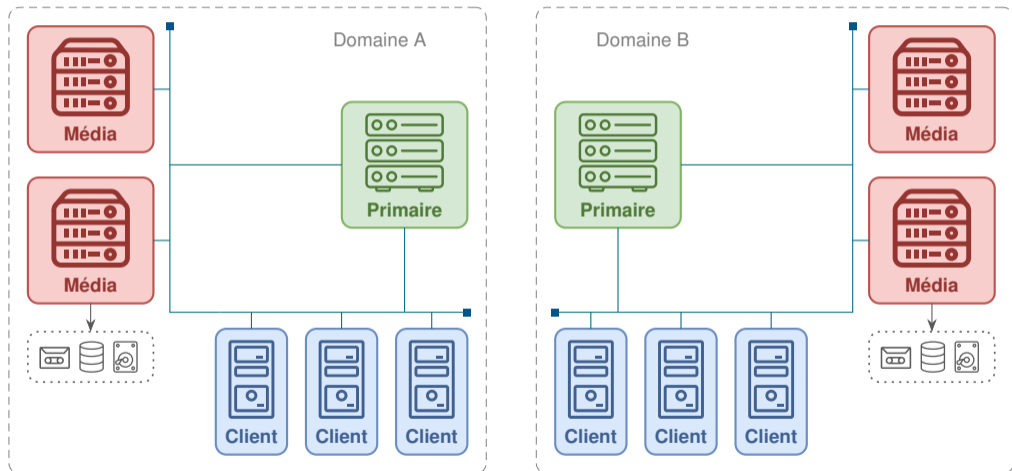 Domaine A
Média
Primaire
Média
Client
Client
Client
Domaine B
Média
Primaire
Média
Client
Client
Client